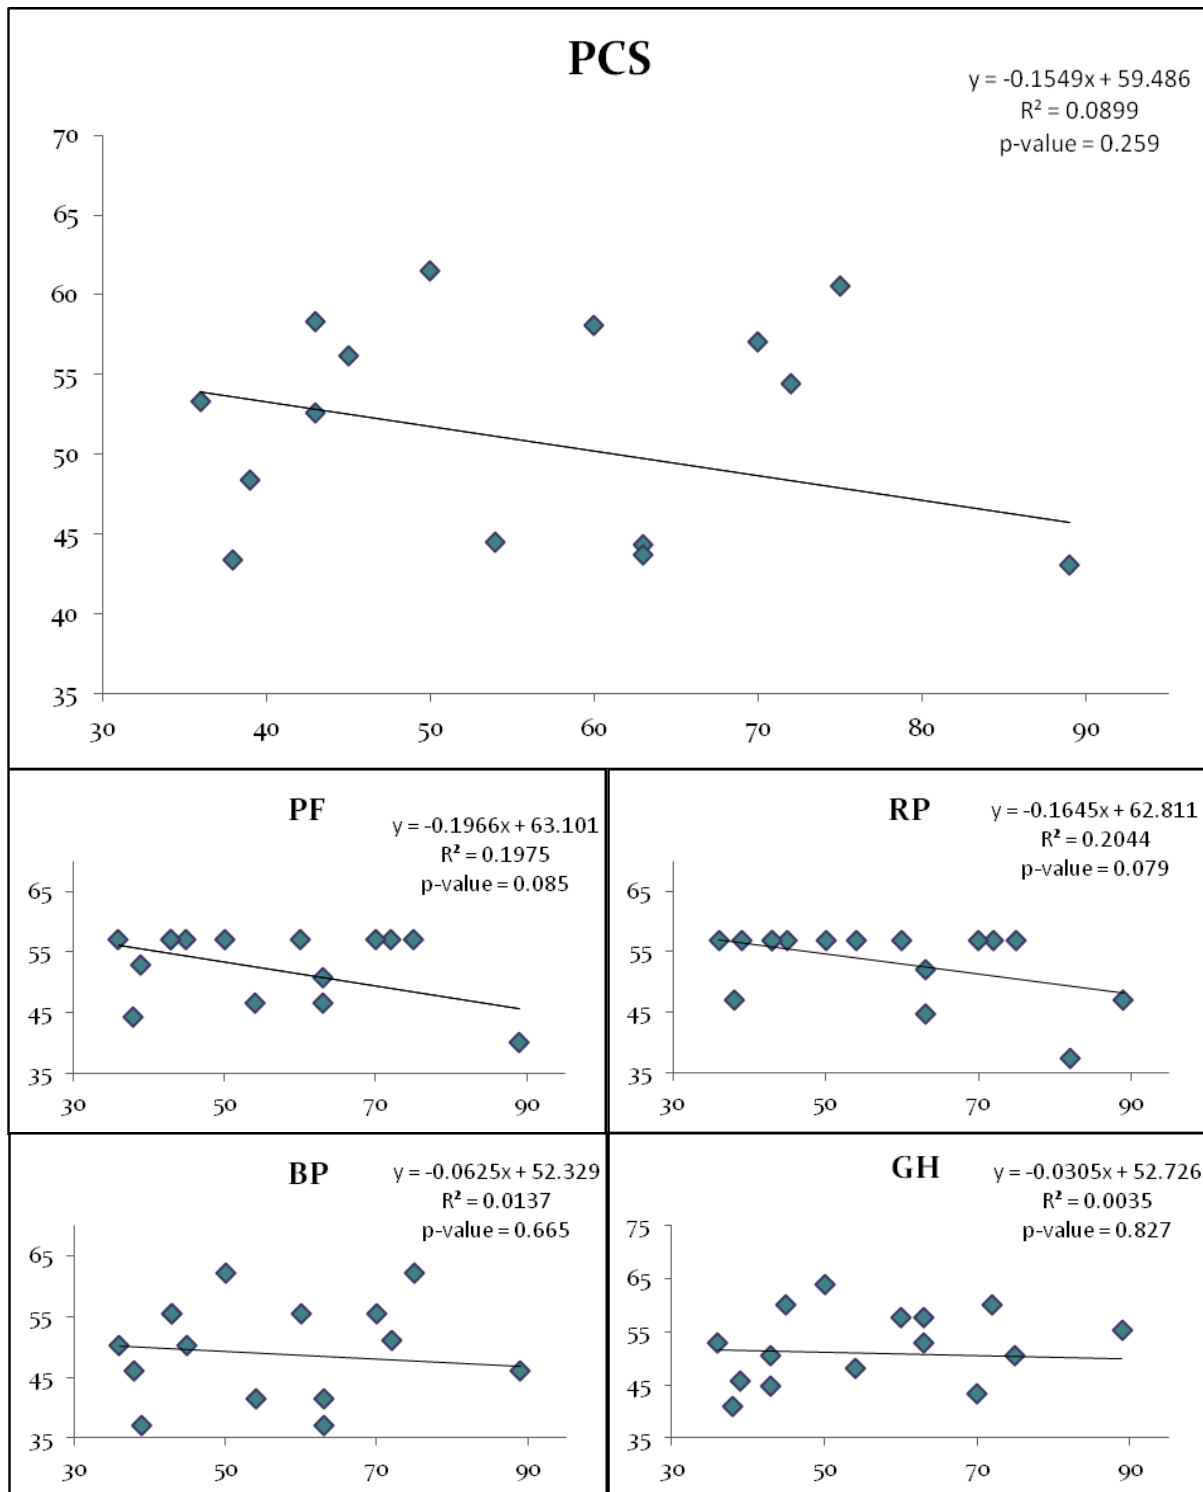 PCS
y = -0.1549x + 59.486
R² = 0.0899
p-value = 0.259
70
65
60
55
50
45
40
35
30 40 50 60 70 80 90
PF
y = -0.1966x + 63.101
R² = 0.1975
p-value = 0.085
65
55
45
35
30 50 70 90
RP
y = -0.1645x + 62.811
R² = 0.2044
p-value = 0.079
65
55
45
35
30 50 70 90
BP
y = -0.0625x + 52.329
R² = 0.0137
p-value = 0.665
65
55
45
35
30 50 70 90
GH
y = -0.0305x + 52.726
R² = 0.0035
p-value = 0.827
75
65
55
45
35
30 50 70 90